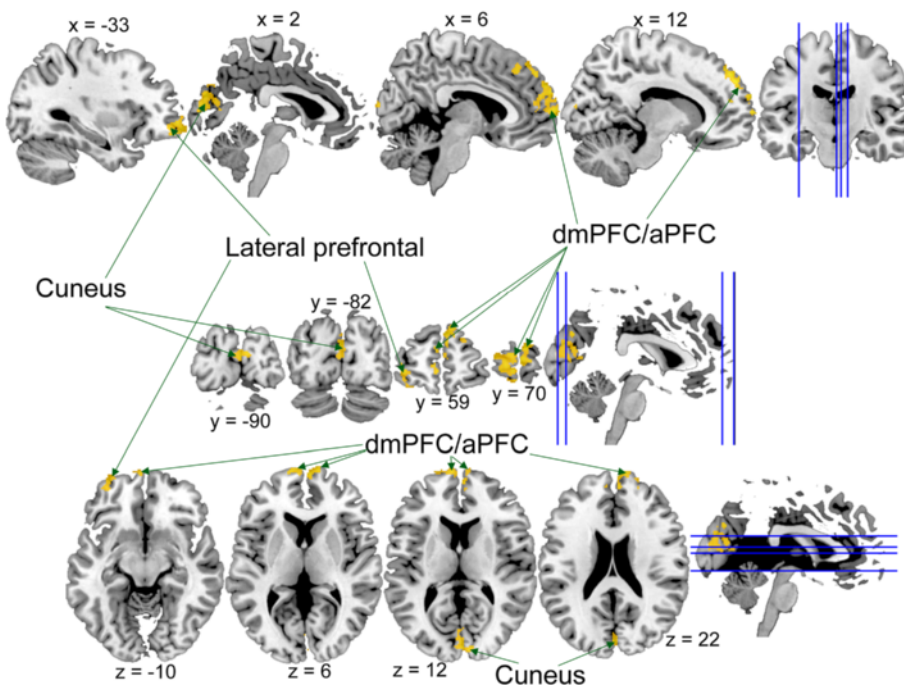 x = -33
x = 2
x = 6
x = 12
dmPFC/aPFC
Lateral prefrontal
Cuneus
y = -82
y = -90
y = 59
y = 70
dmPFC/aPFC
z = -10
z = 6
z = 12
z = 22
Cuneus